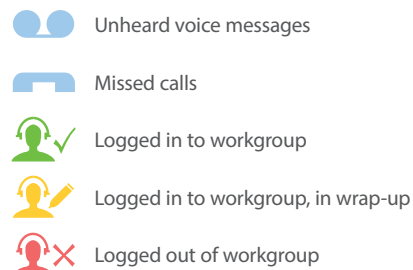 Unheard voice messages
Missed calls
Logged in to workgroup
Logged in to workgroup, in wrap-up
Logged out of workgroup